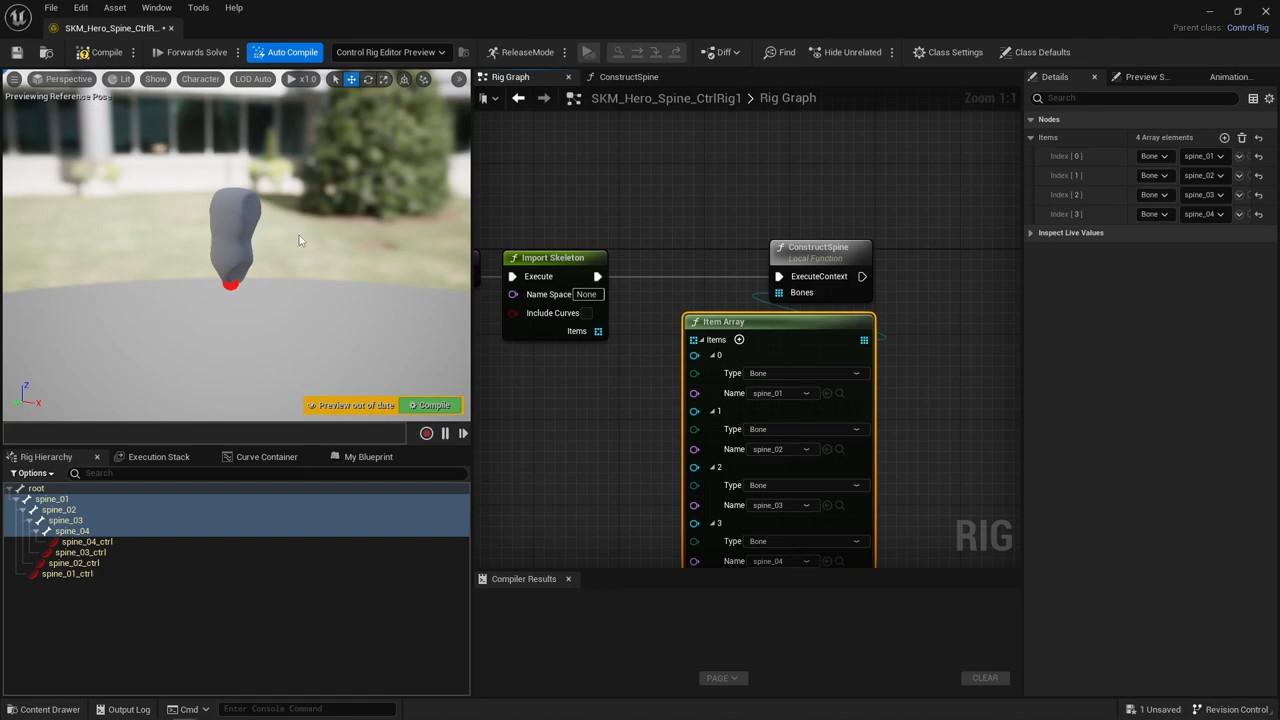 File Edit Asset Window Tools Help
SKM_Hero_Spine_CtrlR... •
Parent class: Control Rig
Compile Forwards Solve Auto Compile Control Rig Editor Preview ReleaseMode Diff Find Hide Unrelated Class Settings Class Defaults
Perspective Lit Show Character LOD Auto x1.0
Previewing Reference Pose
Z
X
Preview out of date Compile
Rig Graph ConstructSpine
SKM_Hero_Spine_CtrlRig1 > Rig Graph Zoom 1:1
Import Skeleton
Execute
Name Space None
Include Curves
Items
ConstructSpine
Local Function
ExecuteContext
Bones
Item Array
Items
0
Type Bone
Name spine_01
1
Type Bone
Name spine_02
2
Type Bone
Name spine_03
3
Type Bone
Name spine_04
RIG
Compiler Results
PAGE
CLEAR
Details Preview S... Animation...
Search
Nodes
Items 4 Array elements
Index [ 0 ] Bone spine_01
Index [ 1 ] Bone spine_02
Index [ 2 ] Bone spine_03
Index [ 3 ] Bone spine_04
Inspect Live Values
Rig Hierarchy Execution Stack Curve Container My Blueprint
Options Search
root
spine_01
spine_02
spine_03
spine_04
spine_04_ctrl
spine_03_ctrl
spine_02_ctrl
spine_01_ctrl
Content Drawer Output Log Cmd Enter Console Command 1 Unsaved Revision Control